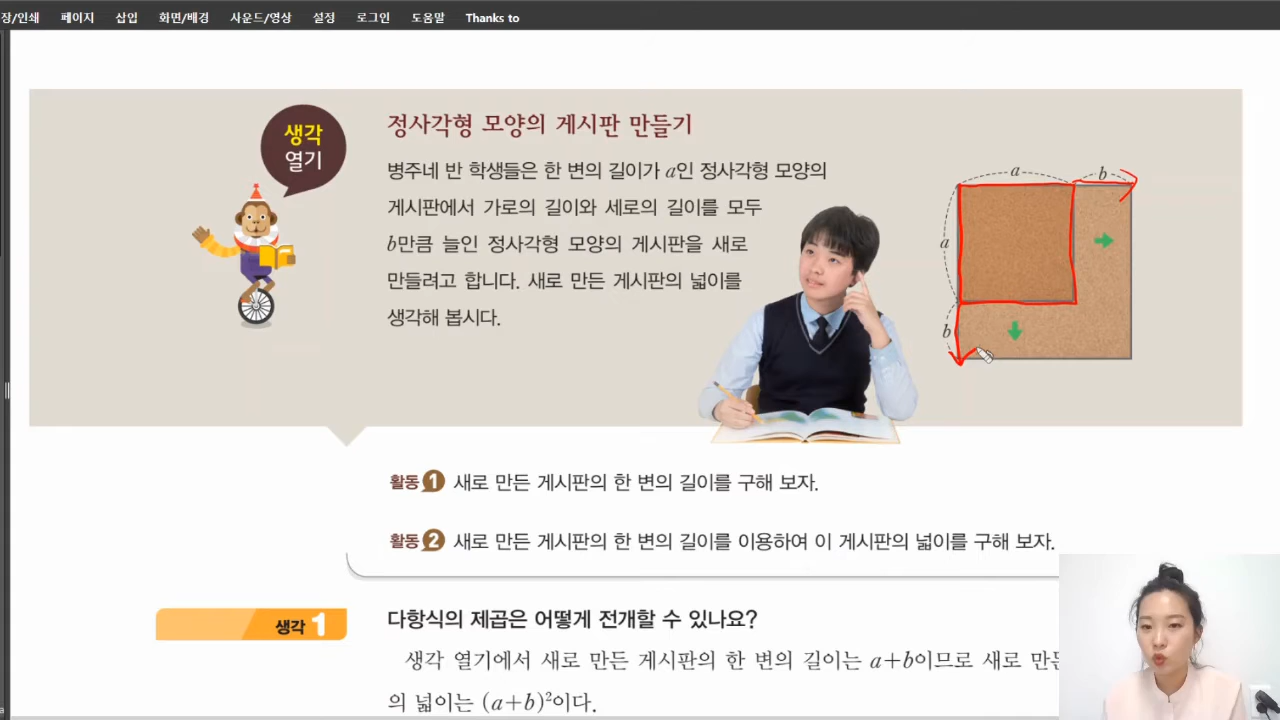 장/인쇄 페이지 삽입 화면/배경 사운드/영상 설정 로그인 도움말 Thanks to
생각
열기
정사각형 모양의 게시판 만들기
병주네 반 학생들은 한 변의 길이가 a인 정사각형 모양의
게시판에서 가로의 길이와 세로의 길이를 모두
b만큼 늘인 정사각형 모양의 게시판을 새로
만들려고 합니다. 새로 만든 게시판의 넓이를
생각해 봅시다.
a b
a
b
활동 1 새로 만든 게시판의 한 변의 길이를 구해 보자.
활동 2 새로 만든 게시판의 한 변의 길이를 이용하여 이 게시판의 넓이를 구해 보자.
생각 1 다항식의 제곱은 어떻게 전개할 수 있나요?
생각 열기에서 새로 만든 게시판의 한 변의 길이는 a+b이므로 새로 만든
의 넓이는 (a+b)²이다.